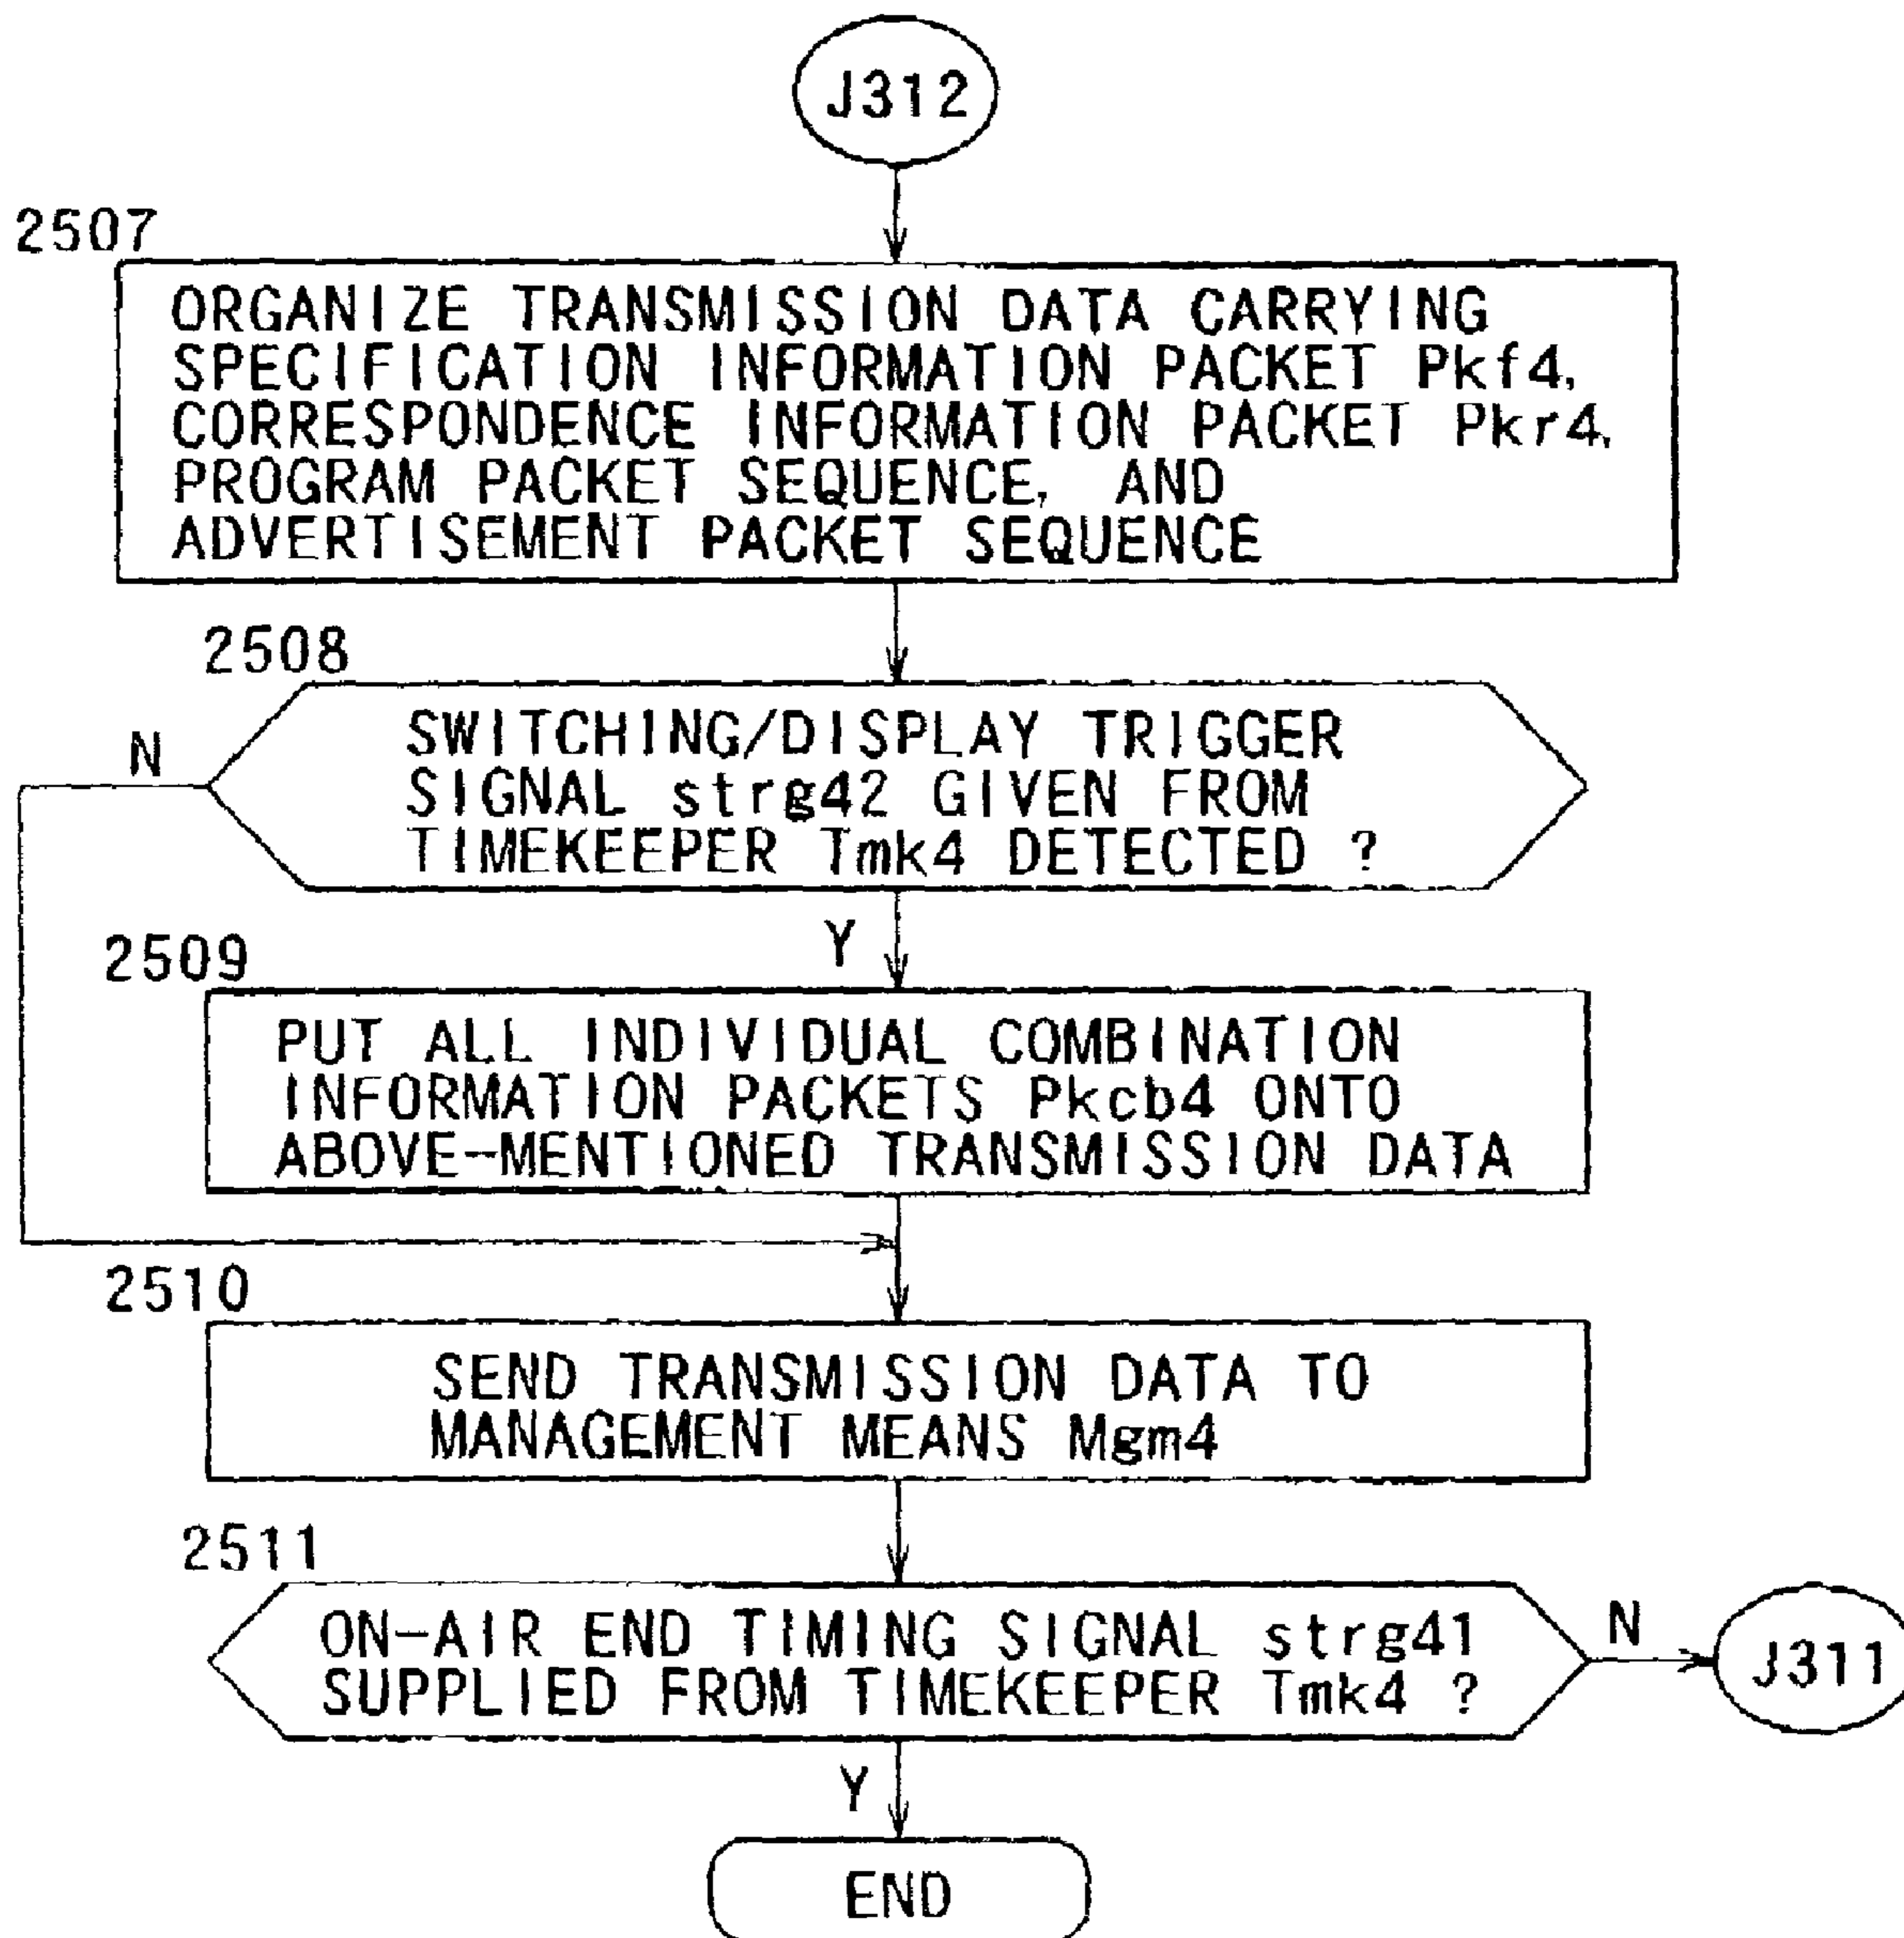 J312
2507
ORGANIZE TRANSMISSION DATA CARRYING
SPECIFICATION INFORMATION PACKET Pkf4,
CORRESPONDENCE INFORMATION PACKET Pkr4,
PROGRAM PACKET SEQUENCE, AND
ADVERTISEMENT PACKET SEQUENCE
2508
N
SWITCHING/DISPLAY TRIGGER
SIGNAL strg42 GIVEN FROM
TIMEKEEPER Tmk4 DETECTED ?
Y
2509
PUT ALL INDIVIDUAL COMBINATION
INFORMATION PACKETS Pkcb4 ONTO
ABOVE-MENTIONED TRANSMISSION DATA
2510
SEND TRANSMISSION DATA TO
MANAGEMENT MEANS Mgm4
2511
ON-AIR END TIMING SIGNAL strg41
SUPPLIED FROM TIMEKEEPER Tmk4 ?
N
J311
Y
END